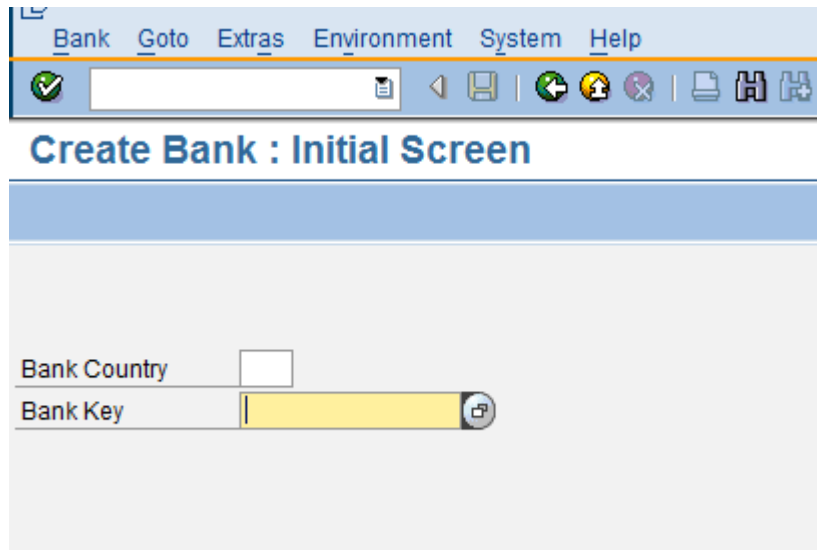 Bank Goto Extras Environment System Help
Create Bank : Initial Screen
Bank Country
Bank Key